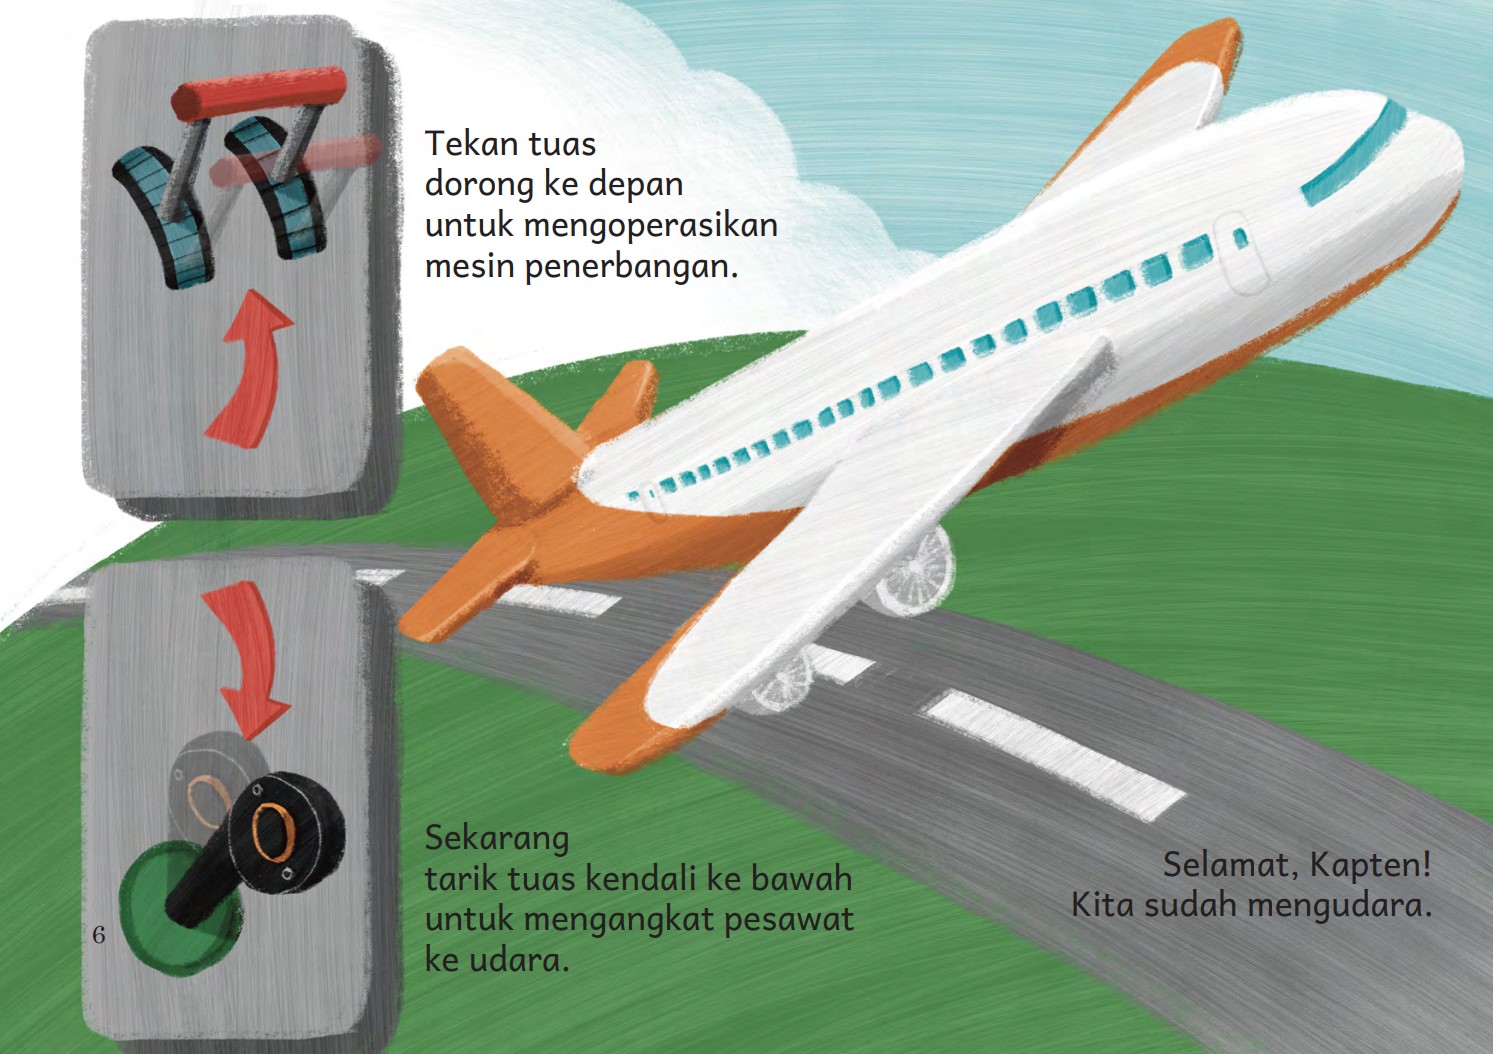 Tekan tuas
dorong ke depan
untuk mengoperasikan
mesin penerbangan.
Sekarang
tarik tuas kendali ke bawah
untuk mengangkat pesawat
ke udara.
Selamat, Kapten!
Kita sudah mengudara.
6